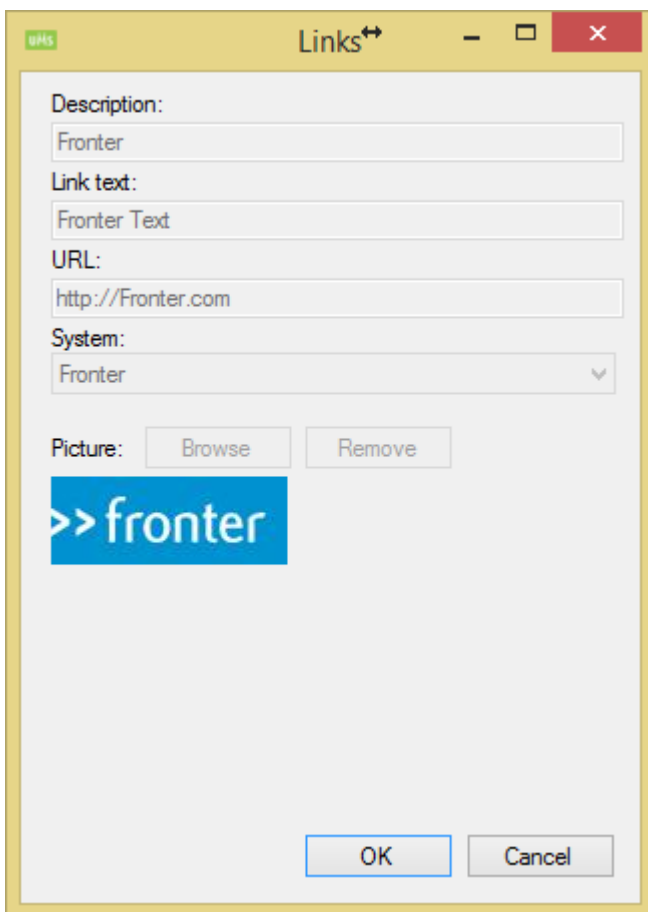 uMs
Links
Description:
Fronter
Link text:
Fronter Text
URL:
http://Fronter.com
System:
Fronter
Picture: Browse Remove
>>fronter
OK Cancel